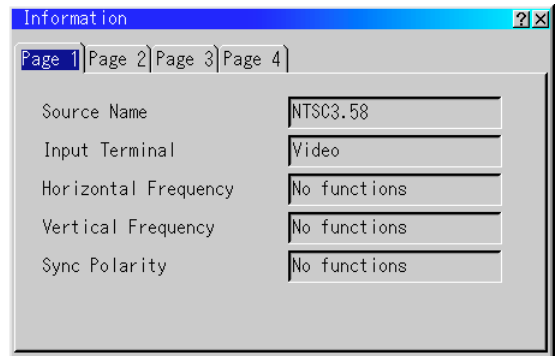 Information ? ×
Page 1 Page 2 Page 3 Page 4
Source Name NTSC3.58
Input Terminal Video
Horizontal Frequency No functions
Vertical Frequency No functions
Sync Polarity No functions